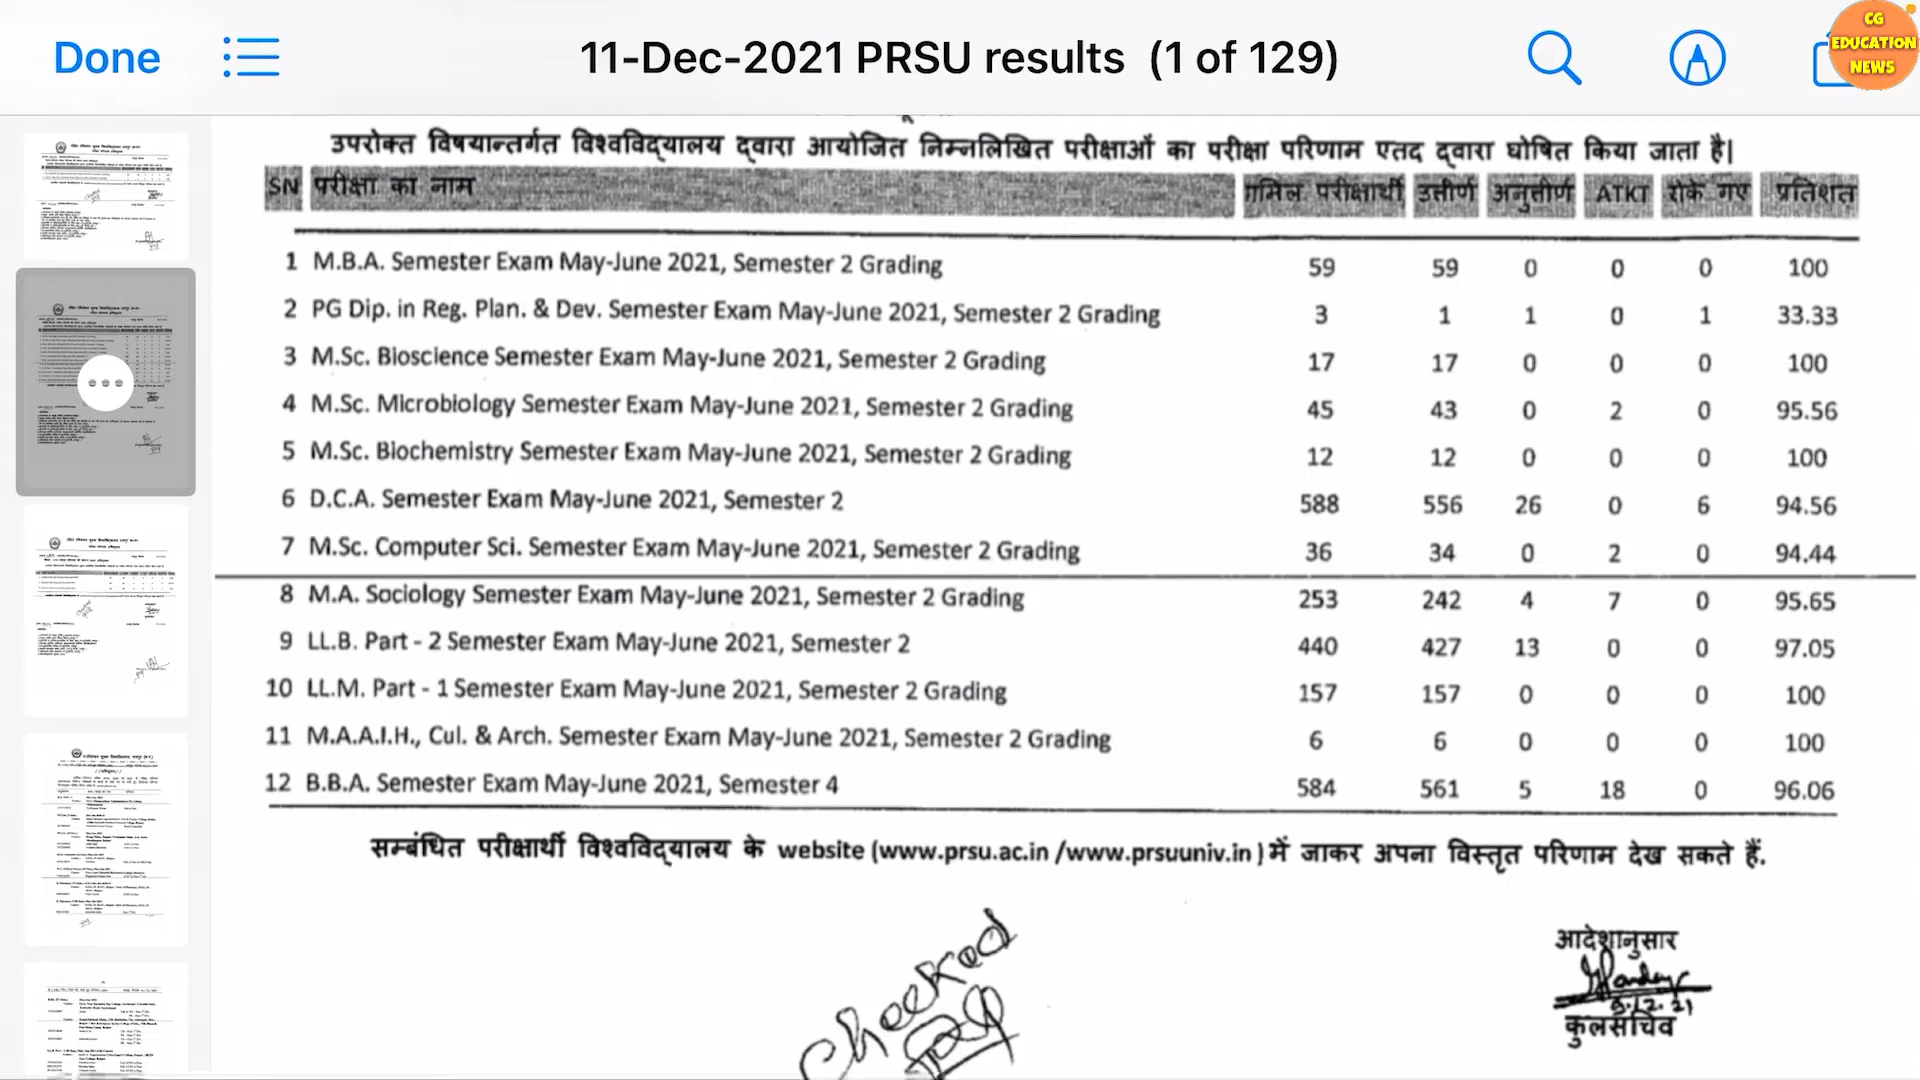 Done
11-Dec-2021 PRSU results (1 of 129)
CG
EDUCATION
NEWS
उपरोक्त विषयान्तर्गत विश्वविद्यालय द्वारा आयोजित निम्नलिखित परीक्षाओं का परीक्षा परिणाम एतद द्वारा घोषित किया जाता है।
SN परीक्षा का नाम परीक्षार्थी उत्तीर्ण अनुत्तीर्ण ATKT रोके गए प्रतिशत
1 M.B.A. Semester Exam May-June 2021, Semester 2 Grading 59 59 0 0 0 100
2 PG Dip. in Reg. Plan. & Dev. Semester Exam May-June 2021, Semester 2 Grading 3 1 1 0 1 33.33
3 M.Sc. Bioscience Semester Exam May-June 2021, Semester 2 Grading 17 17 0 0 0 100
4 M.Sc. Microbiology Semester Exam May-June 2021, Semester 2 Grading 45 43 0 2 0 95.56
5 M.Sc. Biochemistry Semester Exam May-June 2021, Semester 2 Grading 12 12 0 0 0 100
6 D.C.A. Semester Exam May-June 2021, Semester 2 588 556 26 0 6 94.56
7 M.Sc. Computer Sci. Semester Exam May-June 2021, Semester 2 Grading 36 34 0 2 0 94.44
8 M.A. Sociology Semester Exam May-June 2021, Semester 2 Grading 253 242 4 7 0 95.65
9 LL.B. Part - 2 Semester Exam May-June 2021, Semester 2 440 427 13 0 0 97.05
10 LL.M. Part - 1 Semester Exam May-June 2021, Semester 2 Grading 157 157 0 0 0 100
11 M.A.A.I.H., Cul. & Arch. Semester Exam May-June 2021, Semester 2 Grading 6 6 0 0 0 100
12 B.B.A. Semester Exam May-June 2021, Semester 4 584 561 5 18 0 96.06
सम्बंधित परीक्षार्थी विश्वविद्यालय के website (www.prsu.ac.in /www.prsuuniv.in ) में जाकर अपना विस्तृत परिणाम देख सकते हैं.
Checked
आदेशानुसार
कुलसचिव